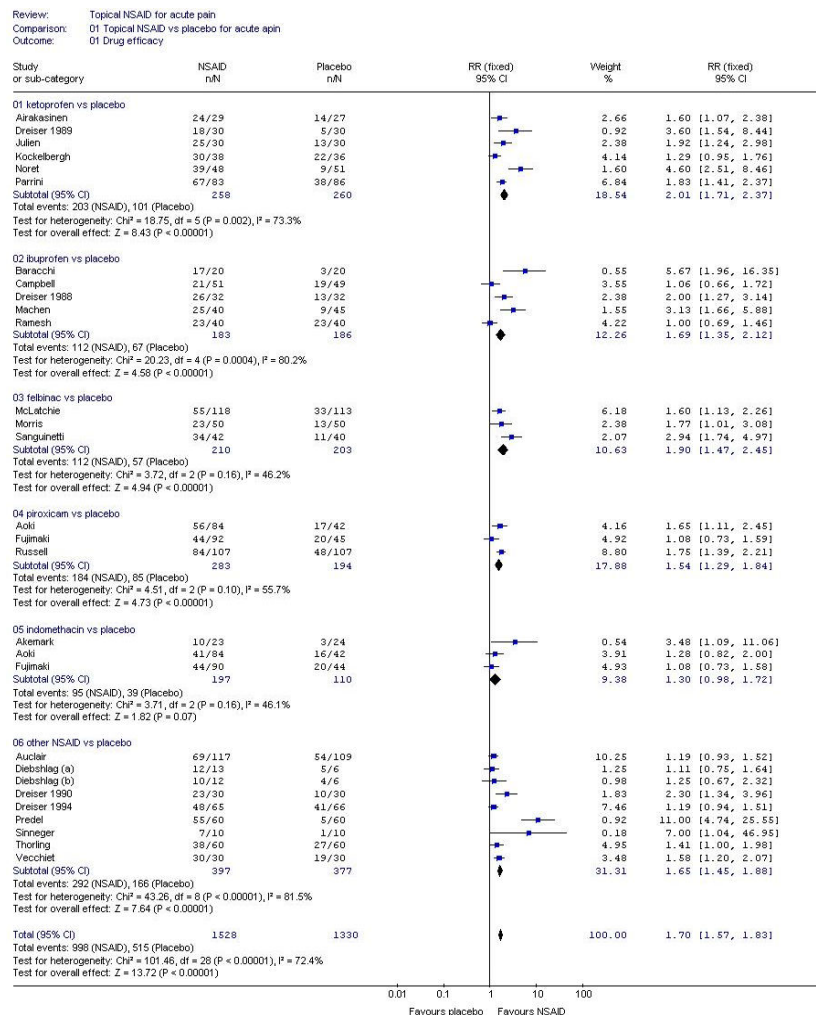 Review: Topical NSAID for acute pain
Comparison: 01 Topical NSAID vs placebo for acute apin
Outcome: 01 Drug efficacy
Study NSAID Placebo RR (fixed) Weight RR (fixed)
or sub-category n/N n/N 95% CI % 95% CI
01 ketoprofen vs placebo
Airakasinen 24/29 14/27 2.66 1.60 [1.07, 2.38]
Dreiser 1989 18/30 5/30 0.92 3.60 [1.54, 8.44]
Julien 25/30 13/30 2.38 1.92 [1.24, 2.98]
Kockelbergh 30/38 22/36 4.14 1.29 [0.95, 1.76]
Noret 39/48 9/51 1.60 4.60 [2.51, 8.46]
Parrini 67/83 38/86 6.84 1.83 [1.41, 2.37]
Subtotal (95% CI) 258 260 18.54 2.01 [1.71, 2.37]
Total events: 203 (NSAID), 101 (Placebo)
Test for heterogeneity: Chi² = 18.75, df = 5 (P = 0.002), I² = 73.3%
Test for overall effect: Z = 8.43 (P < 0.00001)
02 ibuprofen vs placebo
Baracchi 17/20 3/20 0.55 5.67 [1.96, 16.35]
Campbell 21/51 19/49 3.55 1.06 [0.66, 1.72]
Dreiser 1988 26/32 13/32 2.38 2.00 [1.27, 3.14]
Machen 25/40 9/45 1.55 3.13 [1.66, 5.88]
Ramesh 23/40 23/40 4.22 1.00 [0.69, 1.46]
Subtotal (95% CI) 183 186 12.26 1.69 [1.35, 2.12]
Total events: 112 (NSAID), 67 (Placebo)
Test for heterogeneity: Chi² = 20.23, df = 4 (P = 0.0004), I² = 80.2%
Test for overall effect: Z = 4.58 (P < 0.00001)
03 felbinac vs placebo
McLatchie 55/118 33/113 6.18 1.60 [1.13, 2.26]
Morris 23/50 13/50 2.38 1.77 [1.01, 3.08]
Sanguinetti 34/42 11/40 2.07 2.94 [1.74, 4.97]
Subtotal (95% CI) 210 203 10.63 1.90 [1.47, 2.45]
Total events: 112 (NSAID), 57 (Placebo)
Test for heterogeneity: Chi² = 3.72, df = 2 (P = 0.16), I² = 46.2%
Test for overall effect: Z = 4.94 (P < 0.00001)
04 piroxicam vs placebo
Aoki 56/84 17/42 4.16 1.65 [1.11, 2.45]
Fujimaki 44/92 20/45 4.92 1.08 [0.73, 1.59]
Russell 84/107 48/107 8.80 1.75 [1.39, 2.21]
Subtotal (95% CI) 283 194 17.88 1.54 [1.29, 1.84]
Total events: 184 (NSAID), 85 (Placebo)
Test for heterogeneity: Chi² = 4.51, df = 2 (P = 0.10), I² = 55.7%
Test for overall effect: Z = 4.73 (P < 0.00001)
05 indomethacin vs placebo
Akemark 10/23 3/24 0.54 3.48 [1.09, 11.06]
Aoki 41/84 16/42 3.91 1.28 [0.82, 2.00]
Fujimaki 44/90 20/44 4.93 1.08 [0.73, 1.58]
Subtotal (95% CI) 197 110 9.38 1.30 [0.98, 1.72]
Total events: 95 (NSAID), 39 (Placebo)
Test for heterogeneity: Chi² = 3.71, df = 2 (P = 0.16), I² = 46.1%
Test for overall effect: Z = 1.82 (P = 0.07)
06 other NSAID vs placebo
Auclair 69/117 54/109 10.25 1.19 [0.93, 1.52]
Diebshlag (a) 12/13 5/6 1.25 1.11 [0.75, 1.64]
Diebshlag (b) 10/12 4/6 0.98 1.25 [0.67, 2.32]
Dreiser 1990 23/30 10/30 1.83 2.30 [1.34, 3.96]
Dreiser 1994 48/65 41/66 7.46 1.19 [0.94, 1.51]
Predel 55/60 5/60 0.92 11.00 [4.74, 25.55]
Sinneger 7/10 1/10 0.18 7.00 [1.04, 46.95]
Thorling 38/60 27/60 4.95 1.41 [1.00, 1.98]
Vecchiet 30/30 19/30 3.48 1.58 [1.20, 2.07]
Subtotal (95% CI) 397 377 31.31 1.65 [1.45, 1.88]
Total events: 292 (NSAID), 166 (Placebo)
Test for heterogeneity: Chi² = 43.26, df = 8 (P < 0.00001), I² = 81.5%
Test for overall effect: Z = 7.64 (P < 0.00001)
Total (95% CI) 1528 1330 100.00 1.70 [1.57, 1.83]
Total events: 998 (NSAID), 515 (Placebo)
Test for heterogeneity: Chi² = 101.46, df = 28 (P < 0.00001), I² = 72.4%
Test for overall effect: Z = 13.72 (P < 0.00001)
0.01 0.1 1 10 100
Favours placebo Favours NSAID